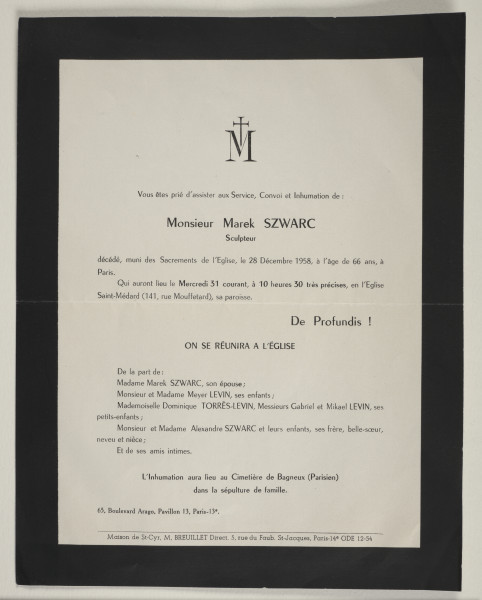 M
Vous êtes prié d'assister aux Service, Convoi et Inhumation de :
Monsieur Marek SZWARC
Sculpteur
décédé, muni des Sacrements de l'Eglise, le 28 Décembre 1958, à l'âge de 66 ans, à
Paris.
Qui auront lieu le Mercredi 31 courant, à 10 heures 30 très précises, en l'Eglise
Saint-Médard (141, rue Mouffetard), sa paroisse.
De Profundis !
ON SE RÉUNIRA A L'ÉGLISE
De la part de :
Madame Marek SZWARC, son épouse ;
Monsieur et Madame Meyer LEVIN, ses enfants ;
Mademoiselle Dominique TORRÈS-LEVIN, Messieurs Gabriel et Mikael LEVIN, ses
petits-enfants ;
Monsieur et Madame Alexandre SZWARC et leurs enfants, ses frère, belle-sœur,
neveu et nièce ;
Et de ses amis intimes.
L'Inhumation aura lieu au Cimetière de Bagneux (Parisien)
dans la sépulture de famille.
65, Boulevard Arago, Pavillon 13, Paris-13e.
Maison de St-Cyr, M. BREUILLET Direct. 5, rue du Faub. St-Jacques, Paris-14e ODE 12-54